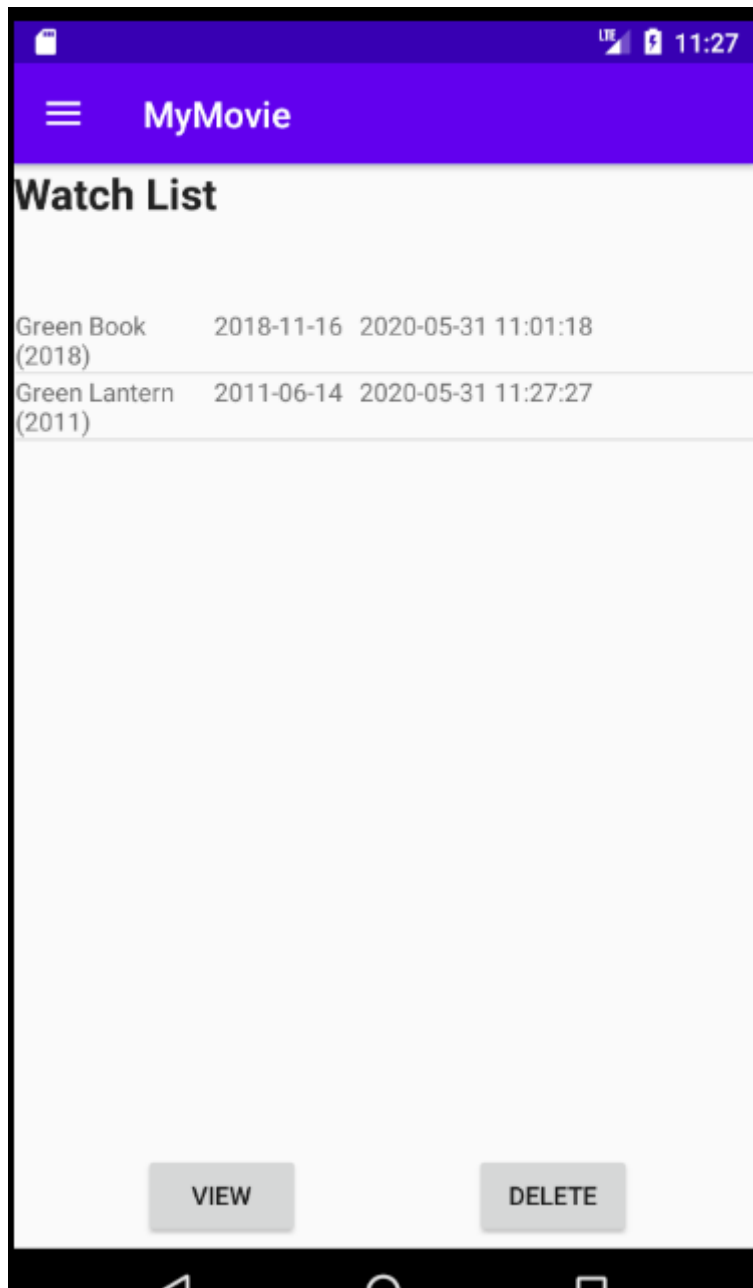 LTE 11:27
MyMovie
Watch List
Green Book 2018-11-16 2020-05-31 11:01:18
(2018)
Green Lantern 2011-06-14 2020-05-31 11:27:27
(2011)
VIEW DELETE